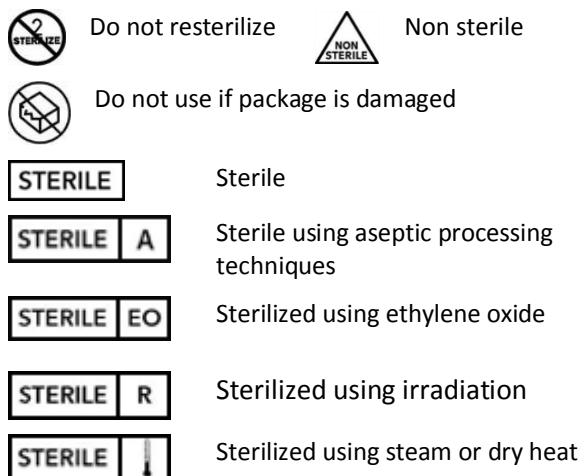 2
STERILIZE
Do not resterilize
NON
STERILE
Non sterile
Do not use if package is damaged
STERILE
Sterile
STERILE A
Sterile using aseptic processing
techniques
STERILE EO
Sterilized using ethylene oxide
STERILE R
Sterilized using irradiation
STERILE
Sterilized using steam or dry heat